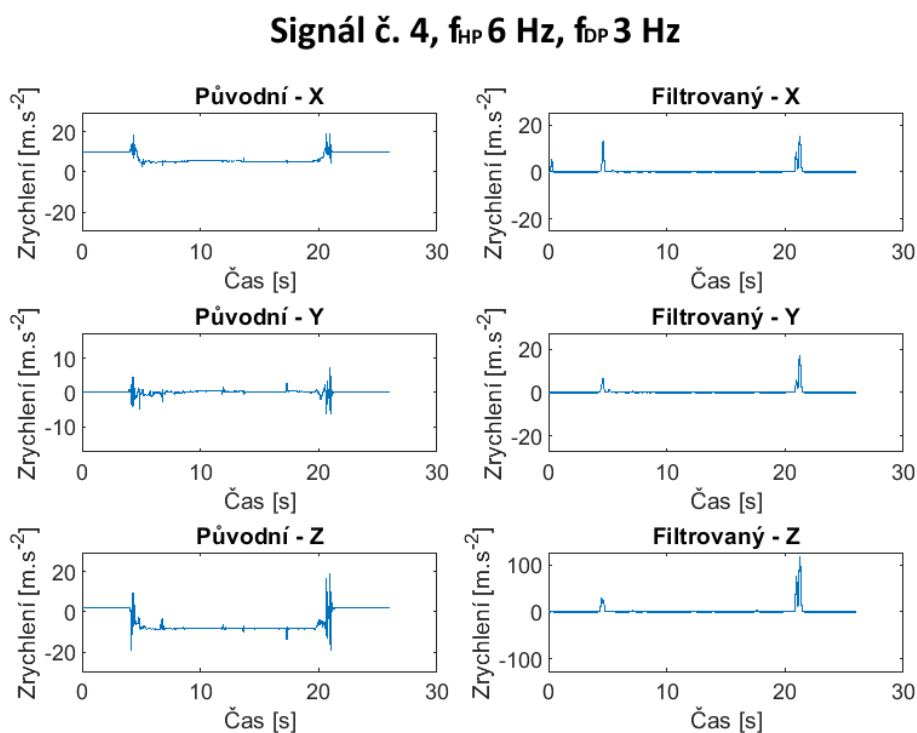 Signál č. 4, fHP 6 Hz, fDP 3 Hz
Původní - X
Zrychlení [m.s-2]
20
0
-20
0 10 20 30
Čas [s]
Filtrovaný - X
Zrychlení [m.s-2]
20
0
-20
0 10 20 30
Čas [s]
Původní - Y
Zrychlení [m.s-2]
10
0
-10
0 10 20 30
Čas [s]
Filtrovaný - Y
Zrychlení [m.s-2]
20
0
-20
0 10 20 30
Čas [s]
Původní - Z
Zrychlení [m.s-2]
20
0
-20
0 10 20 30
Čas [s]
Filtrovaný - Z
Zrychlení [m.s-2]
100
0
-100
0 10 20 30
Čas [s]